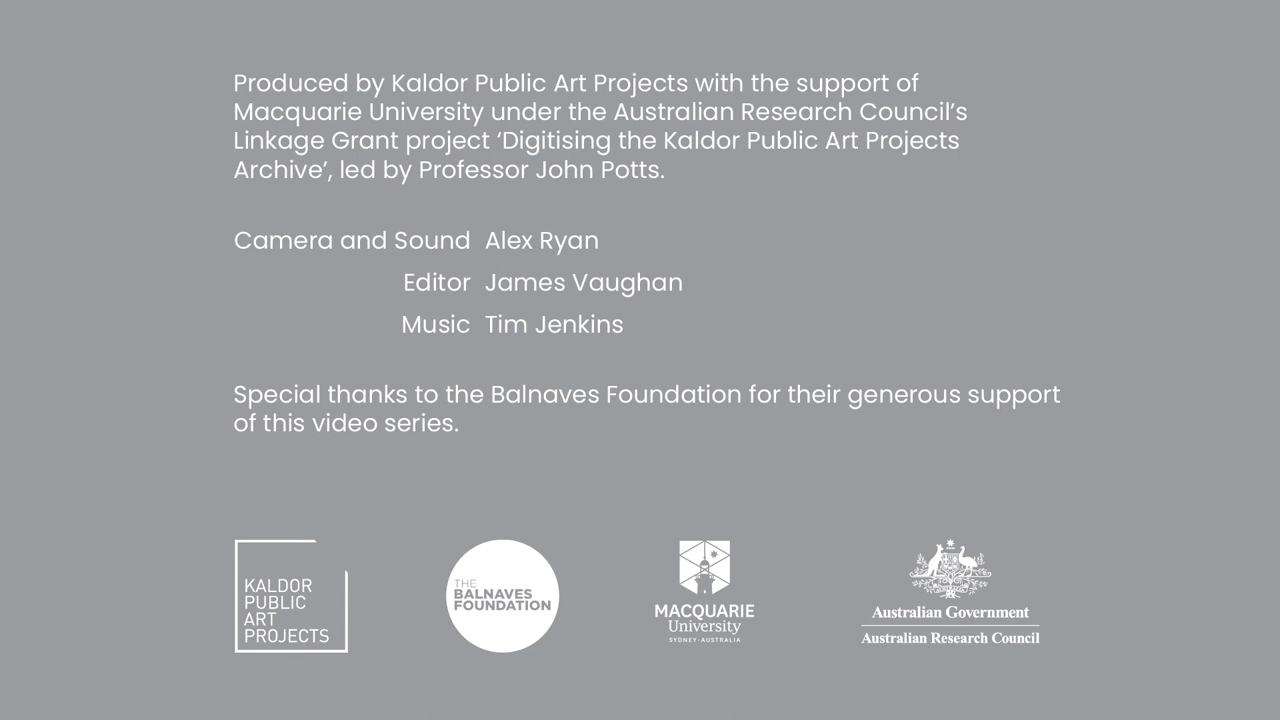 Produced by Kaldor Public Art Projects with the support of
Macquarie University under the Australian Research Council’s
Linkage Grant project ‘Digitising the Kaldor Public Art Projects
Archive’, led by Professor John Potts.
Camera and Sound Alex Ryan
Editor James Vaughan
Music Tim Jenkins
Special thanks to the Balnaves Foundation for their generous support
of this video series.
KALDOR
PUBLIC
ART
PROJECTS
THE
BALNAVES
FOUNDATION
MACQUARIE
University
SYDNEY·AUSTRALIA
Australian Government
Australian Research Council